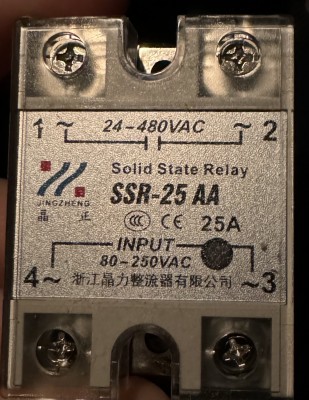 1 ~ 24-480VAC ~ 2
JINGZHENG
晶 正
Solid State Relay
SSR-25 AA
CCC CE 25A
INPUT
4~ 80-250VAC ~3
浙江晶力整流器有限公司